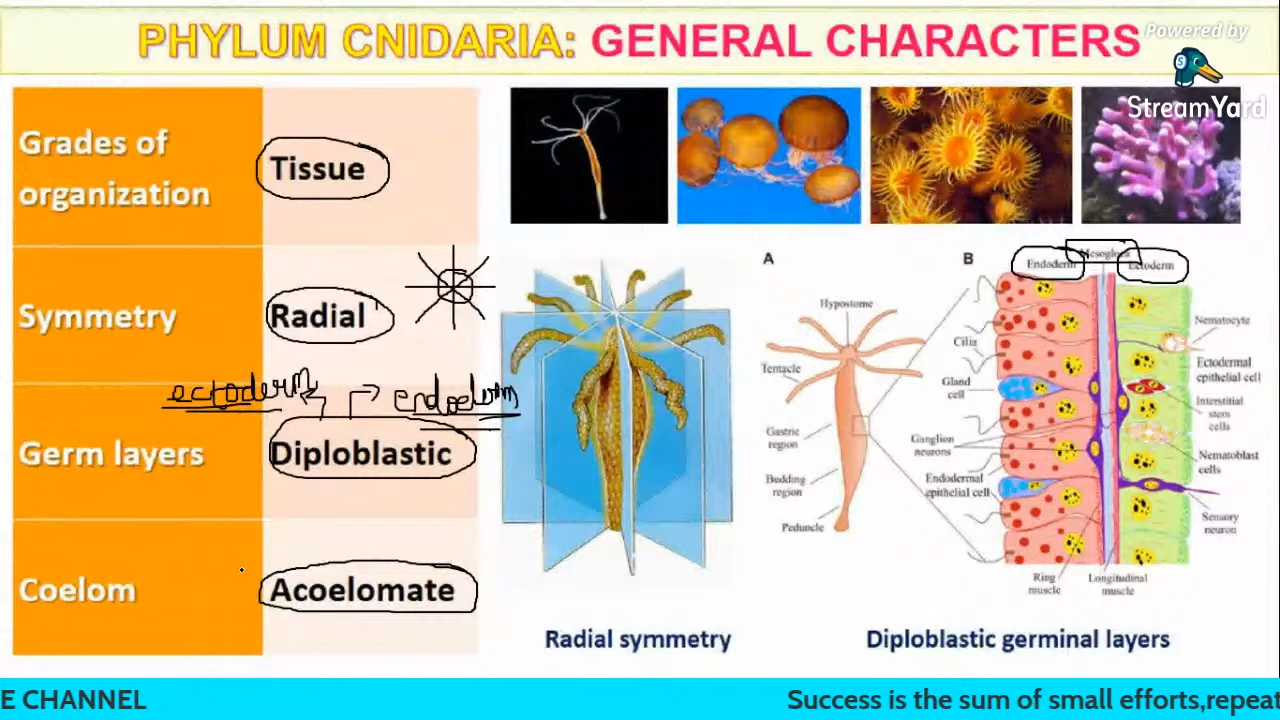 PHYLUM CNIDARIA: GENERAL CHARACTERS
Powered by
StreamYard
Grades of
organization
Tissue
Symmetry
Radial
ectoderm
endoderm
Germ layers
Diploblastic
Coelom
Acoelomate
Radial symmetry
A
Hypostome
Tentacle
Gastric
region
Budding
region
Peduncle
B
Endoderm
Mesoglea
Ectoderm
Cilia
Gland
cell
Ganglion
neurons
Endodermal
epithelial cell
Nematocyte
Ectodermal
epithelial cell
Interstitial
stem
cells
Nematoblast
cells
Sensory
neuron
Ring
muscle
Longitudinal
muscle
Diploblastic germinal layers
E CHANNEL
Success is the sum of small efforts,repeat